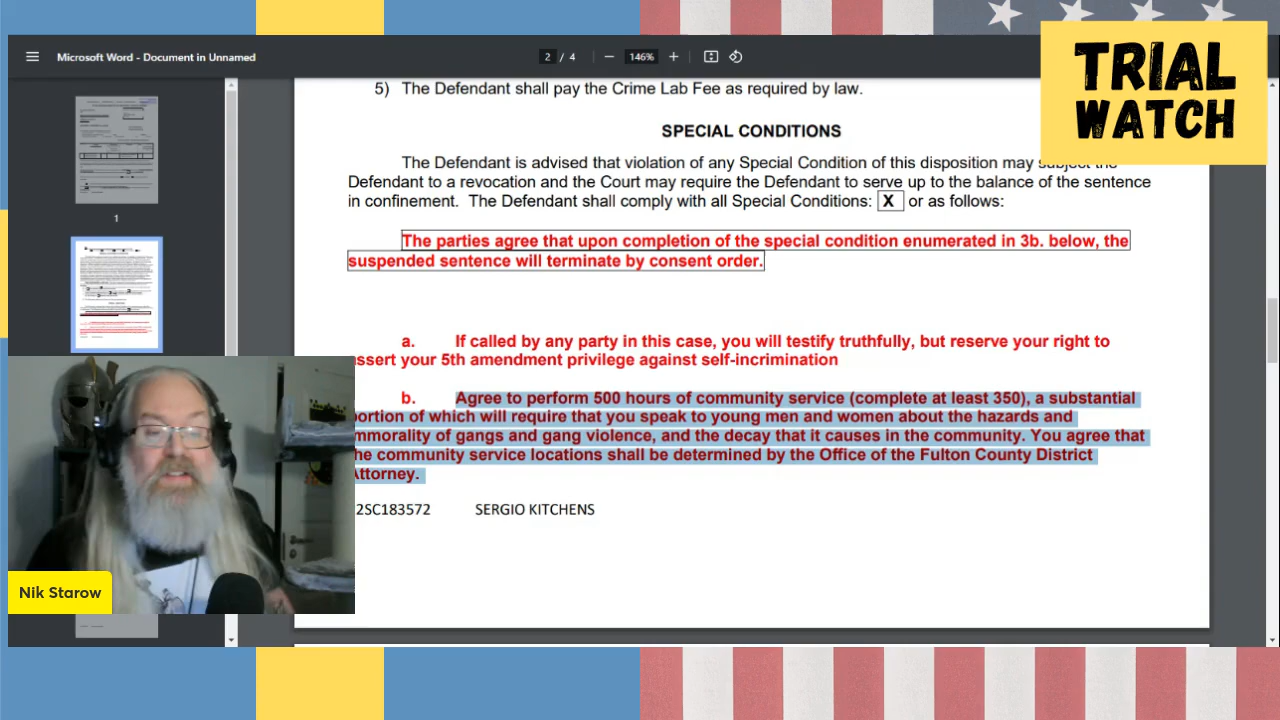 Microsoft Word - Document in Unnamed
2 / 4
146%
TRIAL
WATCH
1
5) The Defendant shall pay the Crime Lab Fee as required by law.
SPECIAL CONDITIONS
The Defendant is advised that violation of any Special Condition of this disposition may subject the
Defendant to a revocation and the Court may require the Defendant to serve up to the balance of the sentence
in confinement. The Defendant shall comply with all Special Conditions: X or as follows:
The parties agree that upon completion of the special condition enumerated in 3b. below, the
suspended sentence will terminate by consent order.
a. If called by any party in this case, you will testify truthfully, but reserve your right to
ssert your 5th amendment privilege against self-incrimination
b. Agree to perform 500 hours of community service (complete at least 350), a substantial
portion of which will require that you speak to young men and women about the hazards and
mmorality of gangs and gang violence, and the decay that it causes in the community. You agree that
the community service locations shall be determined by the Office of the Fulton County District
Attorney.
2SC183572 SERGIO KITCHENS
Nik Starow